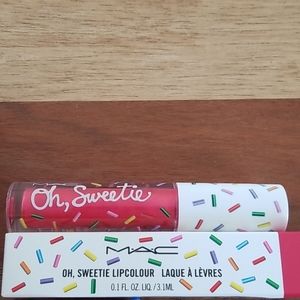 Oh, Sweetie
MAC
OH, SWEETIE LIPCOLOUR LAQUE À LÈVRES
0.1 FL. OZ. LIQ. / 3.1ML